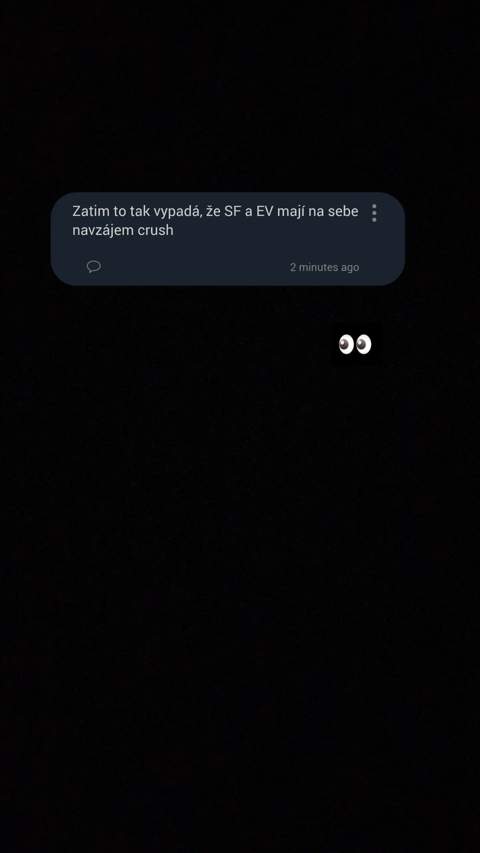 Zatim to tak vypadá, že SF a EV mají na sebe
navzájem crush
2 minutes ago